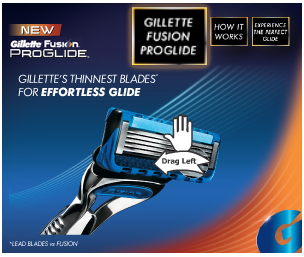 NEW
Gillette Fusion
PROGLIDE™
GILLETTE
FUSION
PROGLIDE
HOW IT
WORKS
EXPERIENCE
THE PERFECT
GLIDE
GILLETTE'S THINNEST BLADES*
FOR EFFORTLESS GLIDE
Drag Left
G
*LEAD BLADES vs FUSION